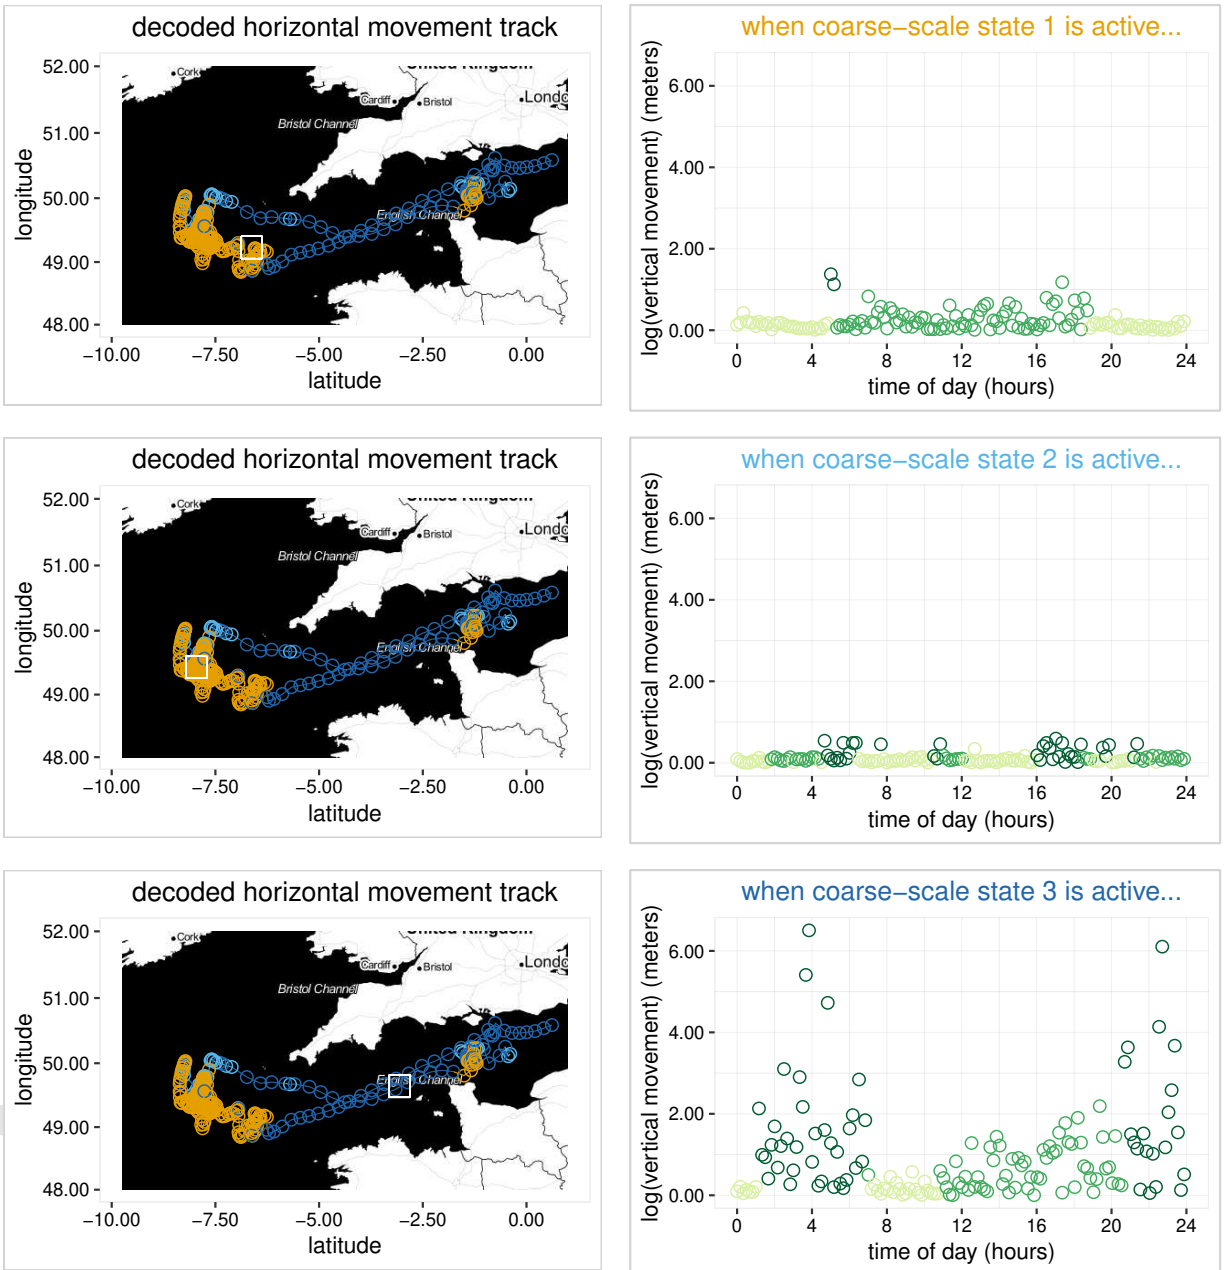 decoded horizontal movement track
52.00
51.00
50.00
49.00
48.00
longitude
−10.00 −7.50 −5.00 −2.50 0.00
latitude
Cork
United Kingdom
Cardiff
Bristol
Londo
Bristol Channel
English Channel
when coarse−scale state 1 is active...
log(vertical movement) (meters)
6.00
4.00
2.00
0.00
0 4 8 12 16 20 24
time of day (hours)
decoded horizontal movement track
52.00
51.00
50.00
49.00
48.00
longitude
−10.00 −7.50 −5.00 −2.50 0.00
latitude
Cork
United Kingdom
Cardiff
Bristol
Londo
Bristol Channel
English Channel
when coarse−scale state 2 is active...
log(vertical movement) (meters)
6.00
4.00
2.00
0.00
0 4 8 12 16 20 24
time of day (hours)
decoded horizontal movement track
52.00
51.00
50.00
49.00
48.00
longitude
−10.00 −7.50 −5.00 −2.50 0.00
latitude
Cork
United Kingdom
Cardiff
Bristol
Londo
Bristol Channel
English Channel
when coarse−scale state 3 is active...
log(vertical movement) (meters)
6.00
4.00
2.00
0.00
0 4 8 12 16 20 24
time of day (hours)